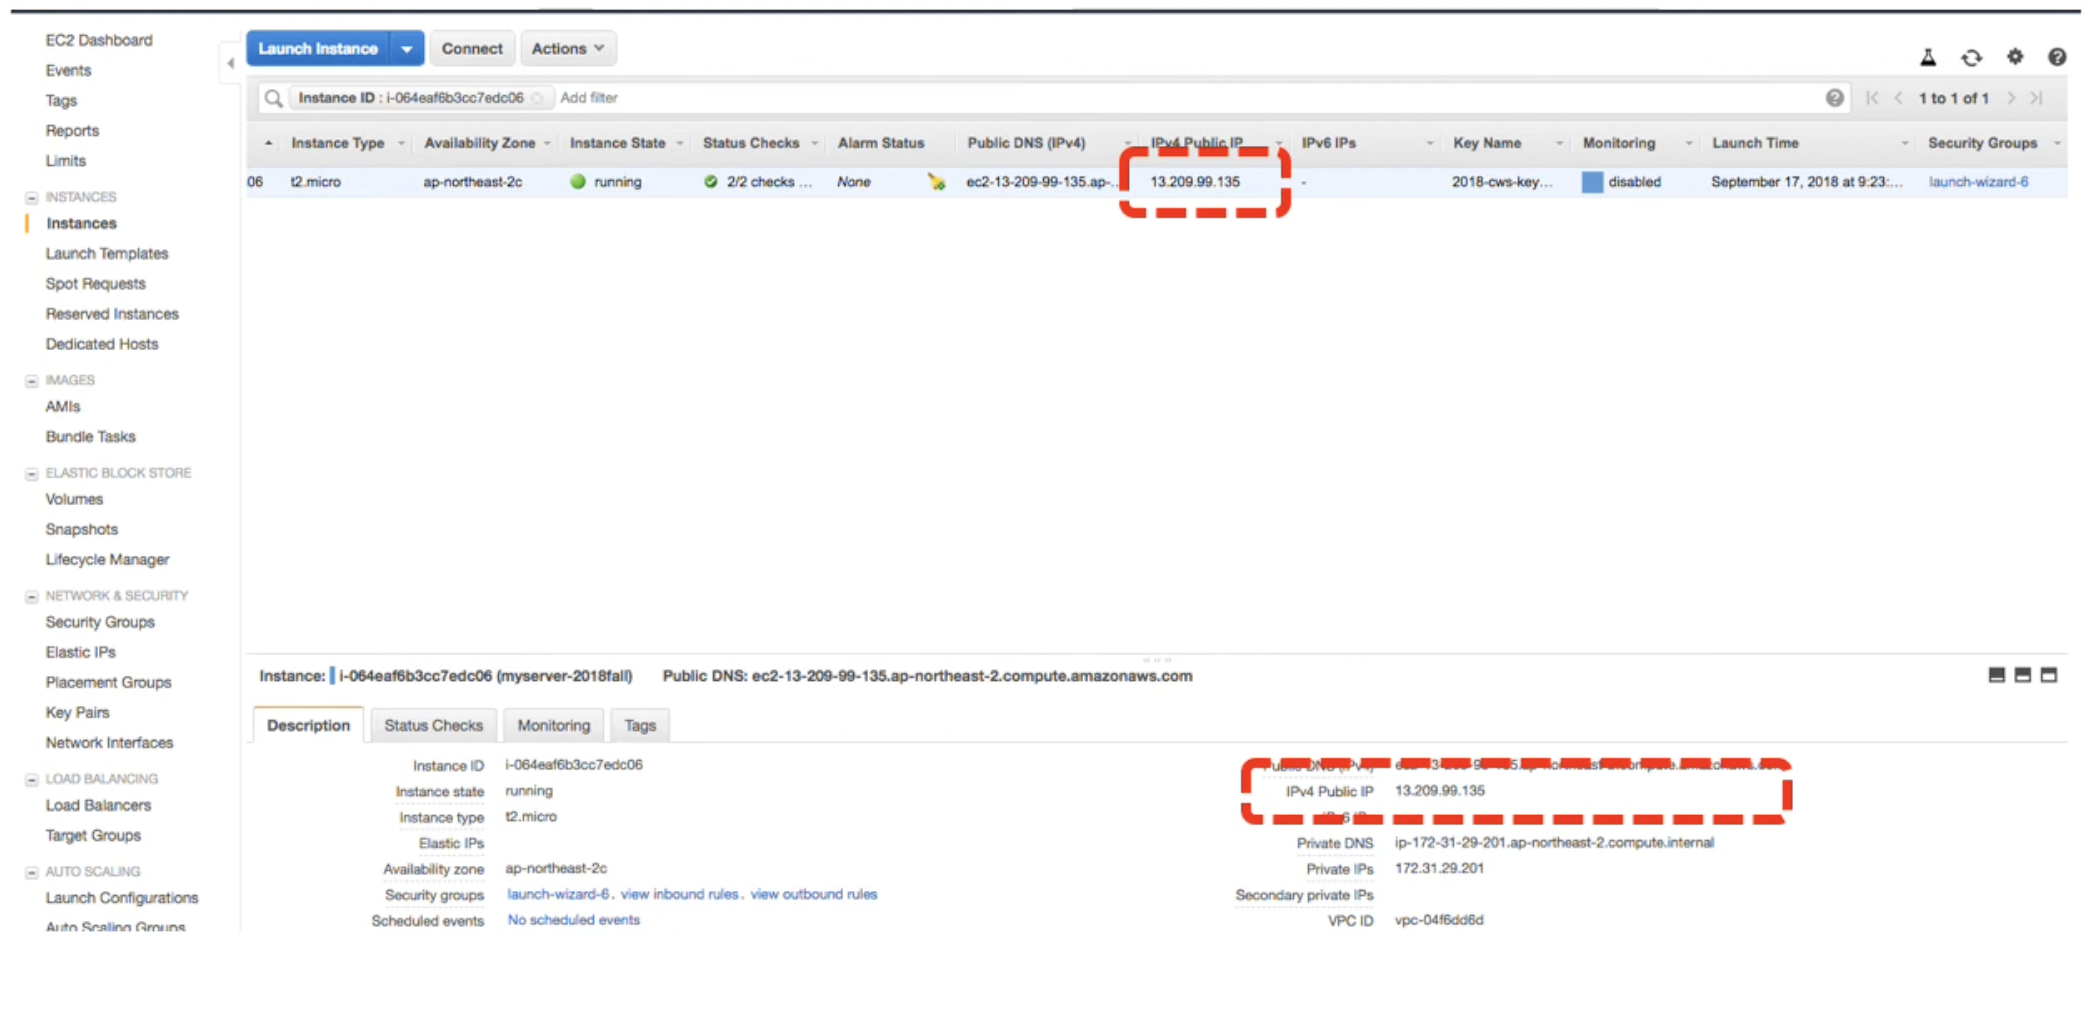 EC2 Dashboard
Events
Tags
Reports
Limits
INSTANCES
Instances
Launch Templates
Spot Requests
Reserved Instances
Dedicated Hosts
IMAGES
AMIs
Bundle Tasks
ELASTIC BLOCK STORE
Volumes
Snapshots
Lifecycle Manager
NETWORK & SECURITY
Security Groups
Elastic IPs
Placement Groups
Key Pairs
Network Interfaces
LOAD BALANCING
Load Balancers
Target Groups
AUTO SCALING
Launch Configurations
Auto Scaling Groups
Launch Instance Connect Actions
Instance ID : i-064eaf6b3cc7edc06 Add filter 1 to 1 of 1
Instance Type Availability Zone Instance State Status Checks Alarm Status Public DNS (IPv4) IPv4 Public IP IPv6 IPs Key Name Monitoring Launch Time Security Groups
06 t2.micro ap-northeast-2c running 2/2 checks ... None ec2-13-209-99-135.ap-... 13.209.99.135 - 2018-cws-key... disabled September 17, 2018 at 9:23:... launch-wizard-6
Instance: i-064eaf6b3cc7edc06 (myserver-2018fall) Public DNS: ec2-13-209-99-135.ap-northeast-2.compute.amazonaws.com
Description Status Checks Monitoring Tags
Instance ID i-064eaf6b3cc7edc06
Instance state running
Instance type t2.micro
Elastic IPs
Availability zone ap-northeast-2c
Security groups launch-wizard-6. view inbound rules. view outbound rules
Scheduled events No scheduled events
Public DNS (IPv4)
IPv4 Public IP 13.209.99.135
Private DNS ip-172-31-29-201.ap-northeast-2.compute.internal
Private IPs 172.31.29.201
Secondary private IPs
VPC ID vpc-04f6dd6d